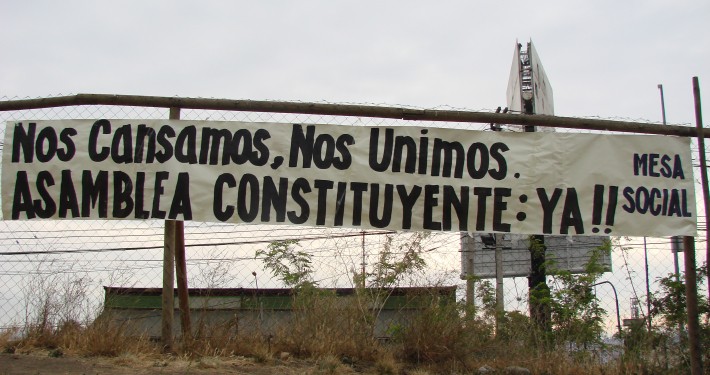 Nos Cansamos, Nos Unimos.
ASAMBLEA CONSTITUYENTE: YA!!
MESA
SOCIAL